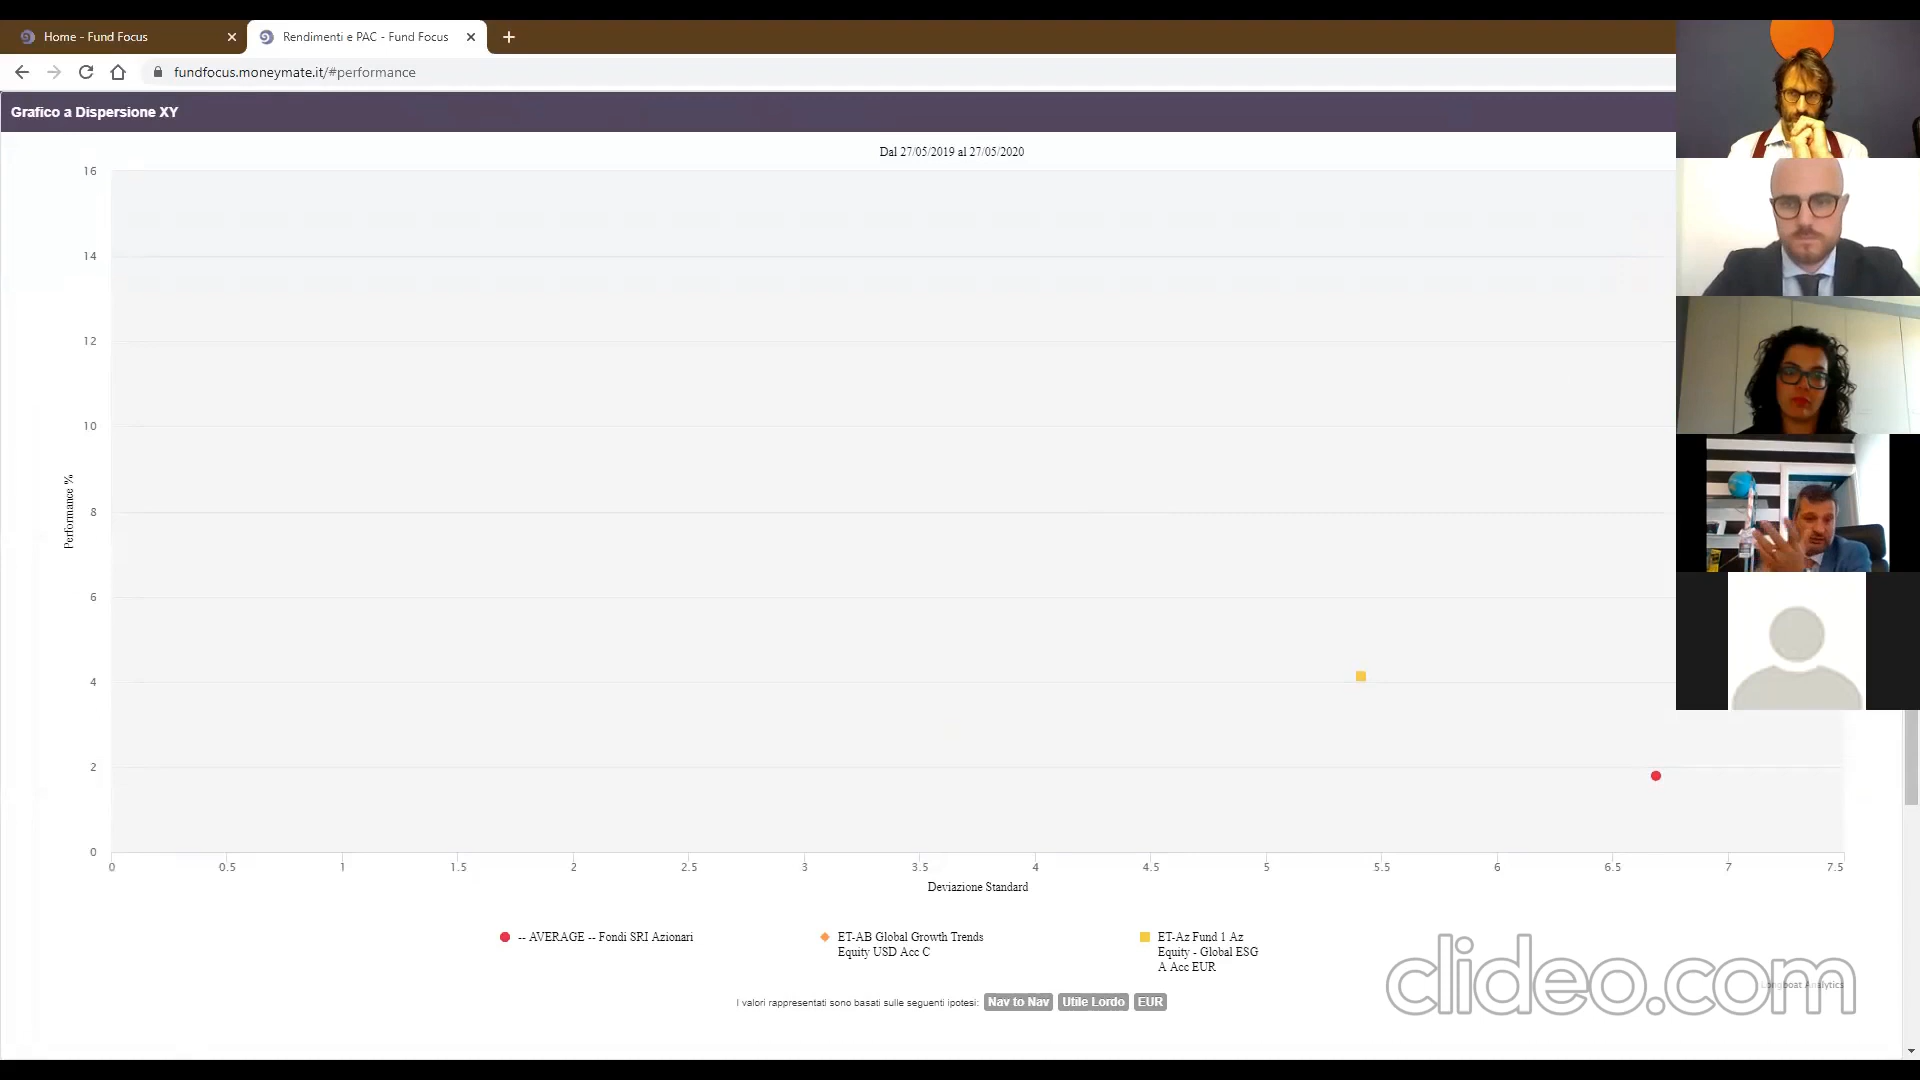 Home - Fund Focus
Rendimenti e PAC - Fund Focus
fundfocus.moneymate.it/#performance
Grafico a Dispersione XY
Dal 27/05/2019 al 27/05/2020
16
14
12
10
8
6
4
2
0
Performance %
0 0.5 1 1.5 2 2.5 3 3.5 4 4.5 5 5.5 6 6.5 7 7.5
Deviazione Standard
-- AVERAGE -- Fondi SRI Azionari
ET-AB Global Growth Trends
Equity USD Acc C
ET-Az Fund 1 Az
Equity - Global ESG
A Acc EUR
I valori rappresentati sono basati sulle seguenti ipotesi: Nav to Nav Utile Lordo EUR
Longboat Analytics
clideo.com